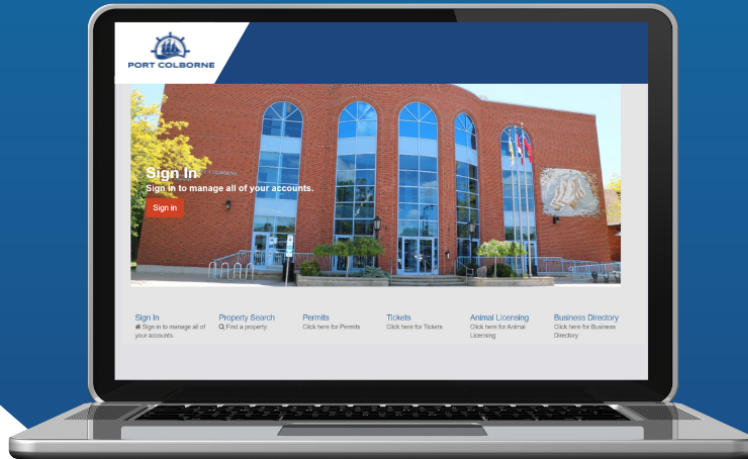 PORT COLBORNE
Sign In
Sign in to manage all of your accounts.
Sign in
Sign In
Sign in to manage all of
your accounts.
Property Search
Find a property.
Permits
Click here for Permits
Tickets
Click here for Tickets
Animal Licensing
Click here for Animal
Licensing
Business Directory
Click here for Business
Directory